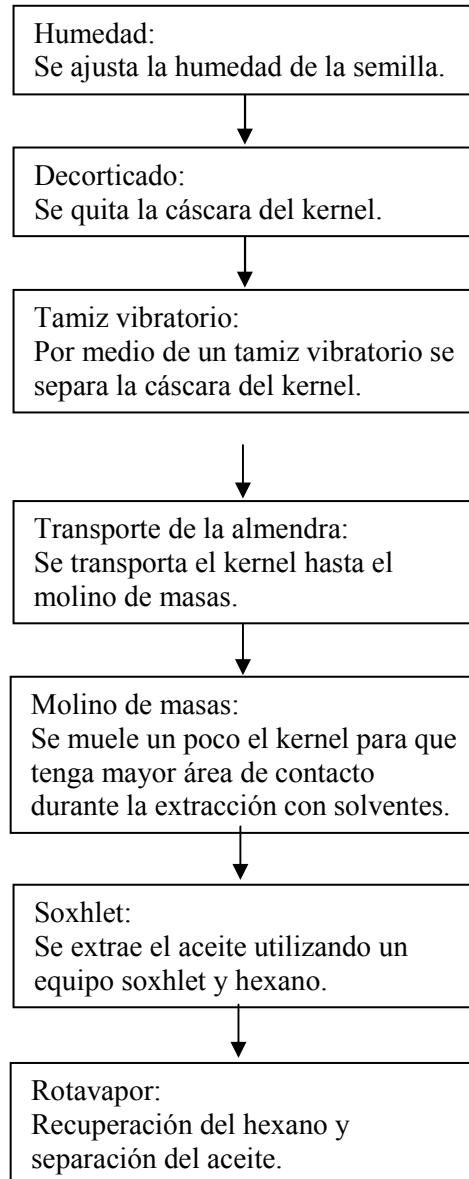 Humedad:
Se ajusta la humedad de la semilla.
Decorticado:
Se quita la cáscara del kernel.
Tamiz vibratorio:
Por medio de un tamiz vibratorio se
separa la cáscara del kernel.
Transporte de la almendra:
Se transporta el kernel hasta el
molino de masas.
Molino de masas:
Se muele un poco el kernel para que
tenga mayor área de contacto
durante la extracción con solventes.
Soxhlet:
Se extrae el aceite utilizando un
equipo soxhlet y hexano.
Rotavapor:
Recuperación del hexano y
separación del aceite.